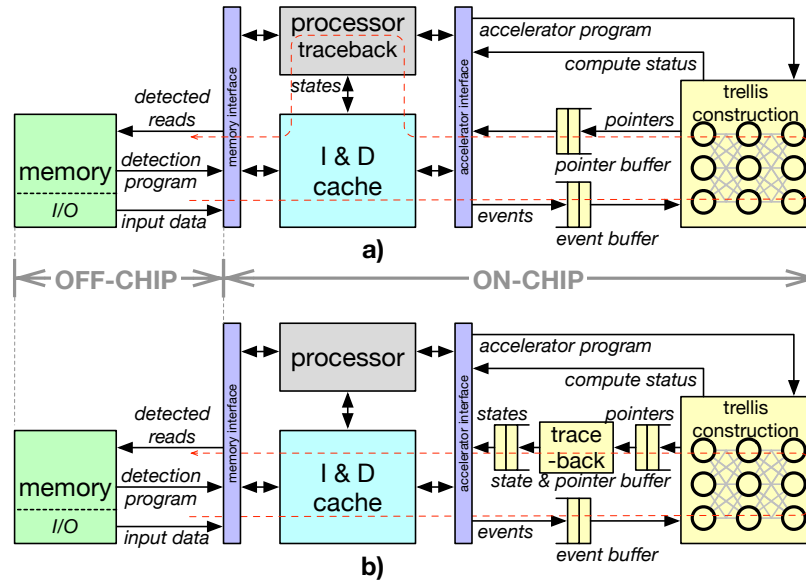 processor
traceback
states
accelerator program
compute status
detected
reads
memory interface
accelerator interface
trellis
construction
pointers
pointer buffer
memory
I/O
detection
program
input data
I & D
cache
events
event buffer
a)
OFF-CHIP
ON-CHIP
processor
accelerator program
compute status
detected
reads
memory interface
accelerator interface
states
pointers
trellis
construction
trace
-back
state & pointer buffer
memory
I/O
detection
program
input data
I & D
cache
events
event buffer
b)